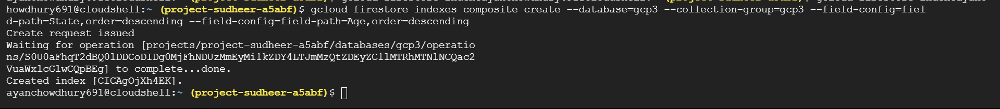 howdhury691@cloudshell:~ (project-sudheer-a5abf)$ gcloud firestore indexes composite create --database=gcp3 --collection-group=gcp3 --field-config=fiel
d-path=State,order=descending --field-config=field-path=Age,order=descending
Create request issued
Waiting for operation [projects/project-sudheer-a5abf/databases/gcp3/operatio
ns/S0U0aFhqT2dBQ0lDDCoDIDg0MjFhNDUzMmEyMi1kZDY4LTJmMzQtZDEyZC1lMTRhMTNlNCQac2
VuaWxlcGlwCQpBEg] to complete...done.
Created index [CICAgOjXh4EK].
ayanchowdhury691@cloudshell:~ (project-sudheer-a5abf)$